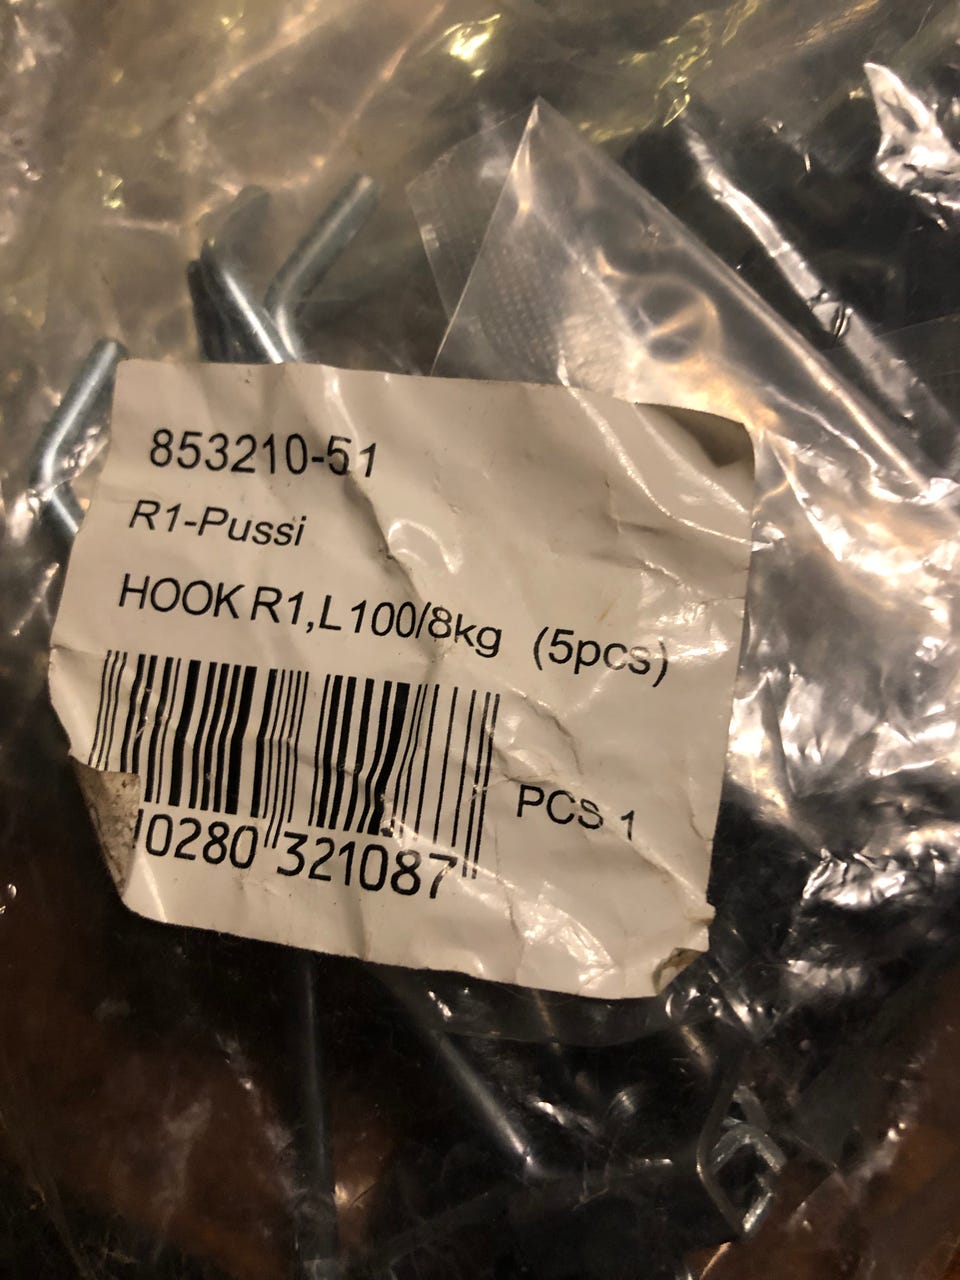 853210-51
R1-Pussi
HOOK R1,L100/8kg (5pcs)
PCS 1
0280 321087